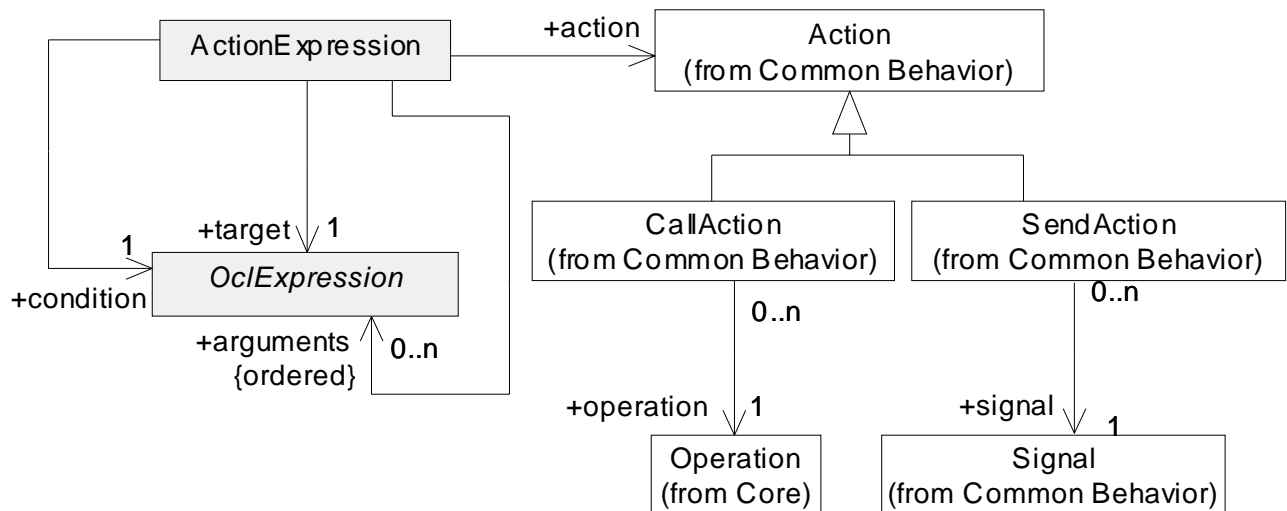 ActionExpression
+action
Action
(from Common Behavior)
CallAction
(from Common Behavior)
SendAction
(from Common Behavior)
+target
1
1
OclExpression
+condition
+arguments
{ordered}
0..n
0..n
0..n
+operation
1
+signal
1
Operation
(from Core)
Signal
(from Common Behavior)